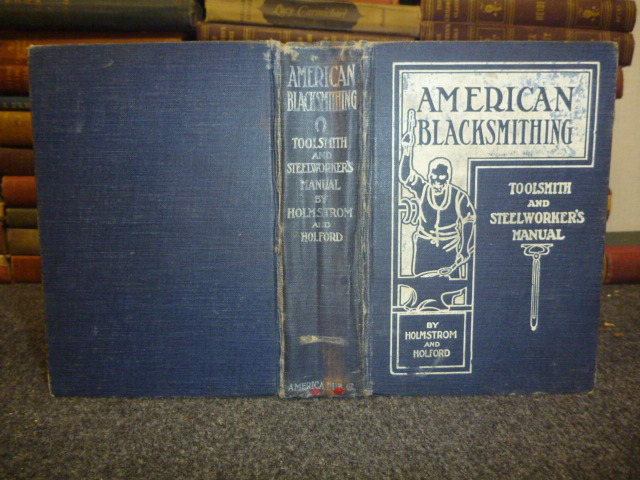 AMERICAN
BLACKSMITHING
TOOLSMITH
AND
STEELWORKER'S
MANUAL
BY
HOLMSTROM
AND
HOLFORD
AMERICAN
BLACKSMITHING
TOOLSMITH
AND
STEELWORKER'S
MANUAL
BY
HOLMSTROM
AND
HOLFORD